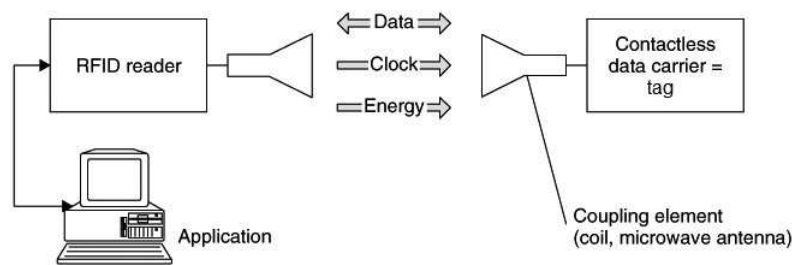 RFID reader
Data
Clock
Energy
Contactless
data carrier =
tag
Application
Coupling element
(coil, microwave antenna)